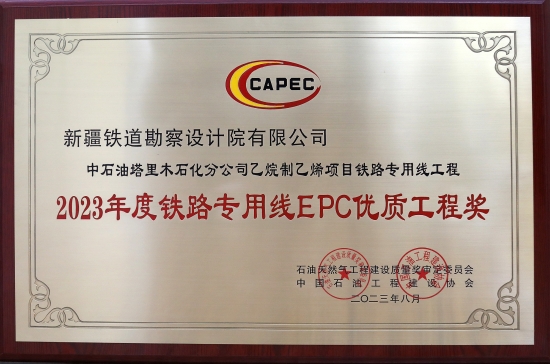 CAPEC
新疆铁道勘察设计院有限公司
中石油塔里木石化分公司乙烷制乙烯项目铁路专用线工程
2023年度铁路专用线EPC优质工程奖
石油天然气工程建设质量奖审定委员会
中国石油工程建设协会
二〇二三年八月